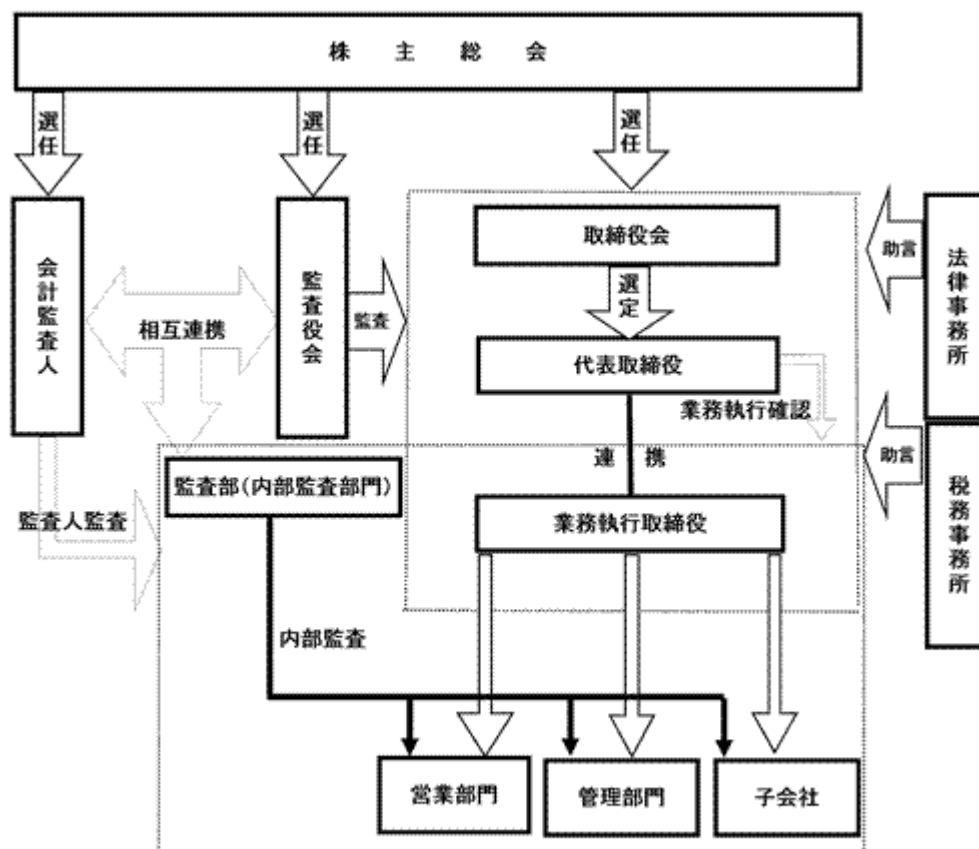 株主総会
選任
選任
選任
会計監査人
監査役会
取締役会
法律事務所
助言
選定
相互連携
監査
代表取締役
業務執行確認
助言
税務事務所
連携
監査部(内部監査部門)
監査人監査
業務執行取締役
内部監査
営業部門
管理部門
子会社